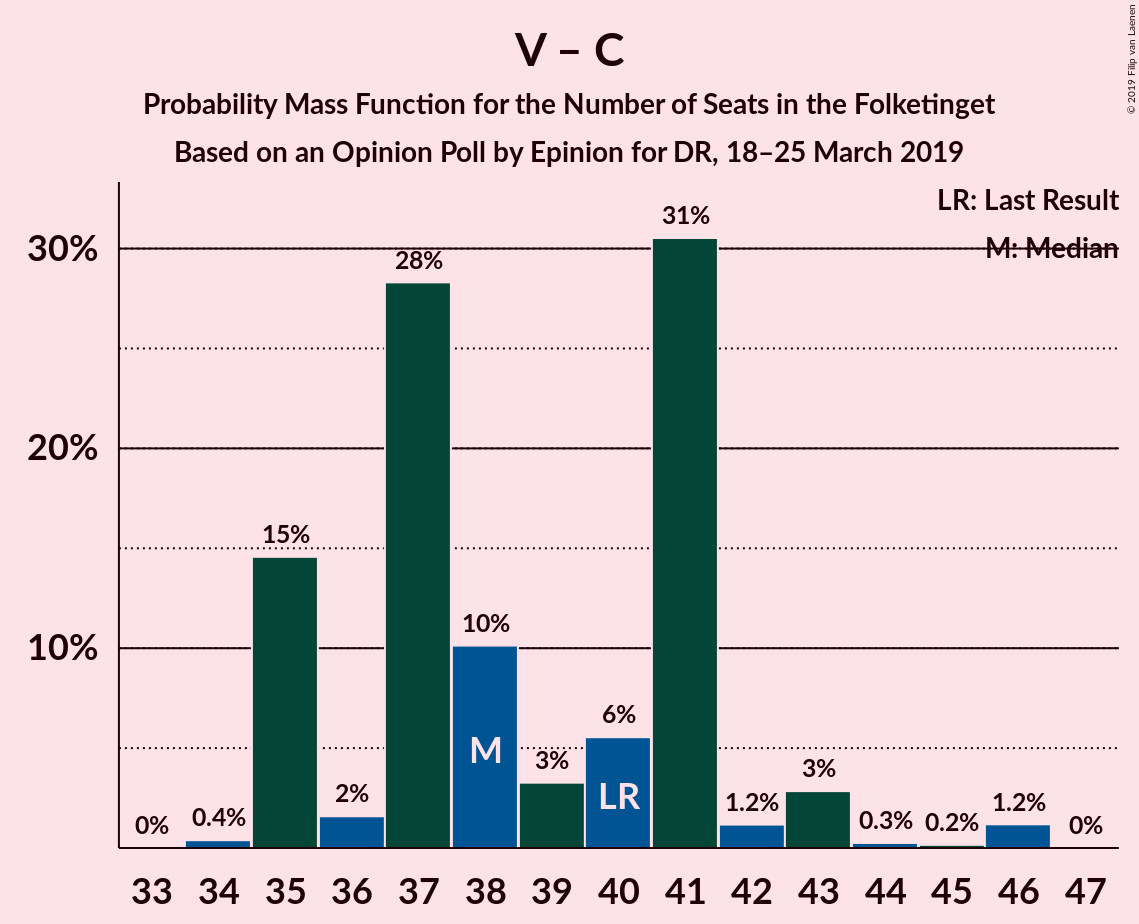 V – C
Probability Mass Function for the Number of Seats in the Folketinget
Based on an Opinion Poll by Epinion for DR, 18–25 March 2019
© 2019 Filip van Laenen
LR: Last Result
M: Median
30%
20%
10%
0%
0.4%
15%
2%
28%
10%
3%
6%
31%
1.2%
3%
0.3%
0.2%
1.2%
0%
M
LR
33 34 35 36 37 38 39 40 41 42 43 44 45 46 47